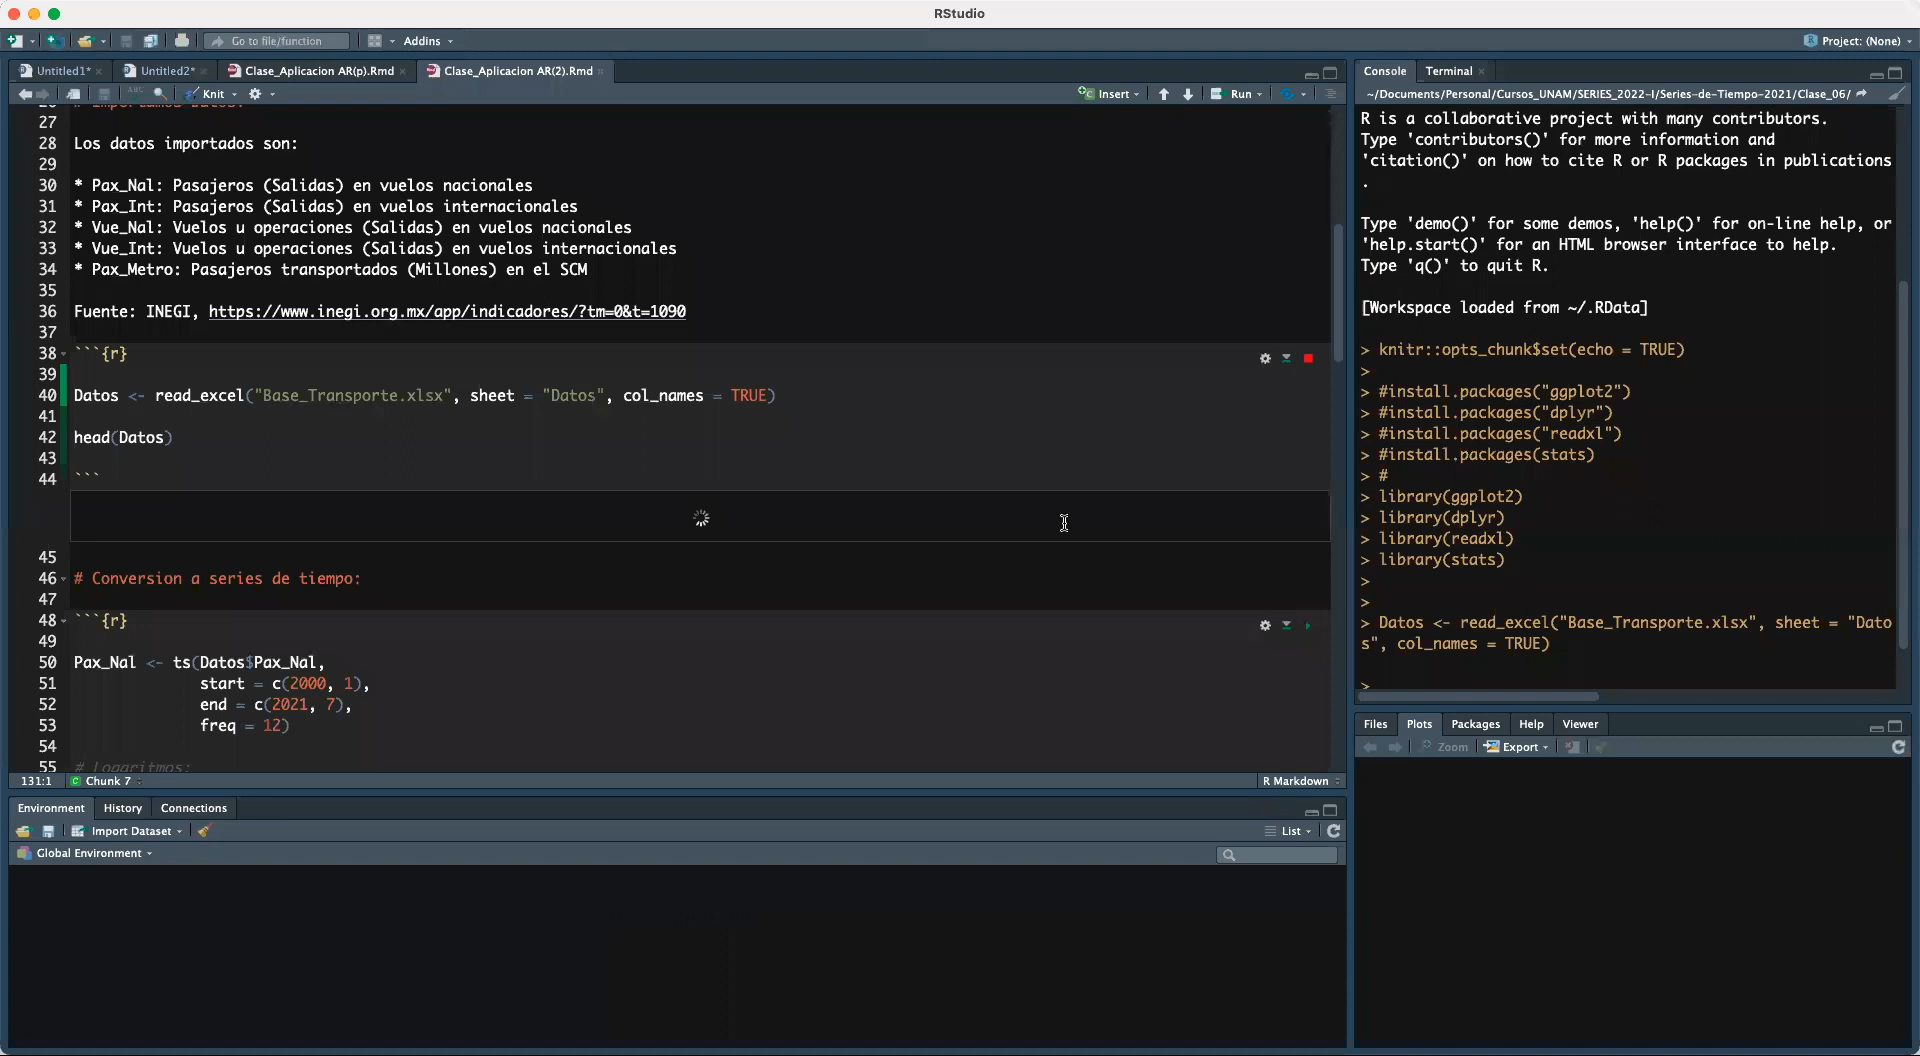 RStudio
Go to file/function
Addins
Project: (None)
Untitled1*
Untitled2*
Clase_Aplicacion AR(p).Rmd
Clase_Aplicacion AR(2).Rmd
ABC
Knit
Insert
Run
26 # Importamos Datos:
27
28 Los datos importados son:
29
30 * Pax_Nal: Pasajeros (Salidas) en vuelos nacionales
31 * Pax_Int: Pasajeros (Salidas) en vuelos internacionales
32 * Vue_Nal: Vuelos u operaciones (Salidas) en vuelos nacionales
33 * Vue_Int: Vuelos u operaciones (Salidas) en vuelos internacionales
34 * Pax_Metro: Pasajeros transportados (Millones) en el SCM
35
36 Fuente: INEGI, https://www.inegi.org.mx/app/indicadores/?tm=0&t=1090
37
38 ```{r}
39
40 Datos <- read_excel("Base_Transporte.xlsx", sheet = "Datos", col_names = TRUE)
41
42 head(Datos)
43
44 ```
45
46 # Conversion a series de tiempo:
47
48 ```{r}
49
50 Pax_Nal <- ts(Datos$Pax_Nal,
51 start = c(2000, 1),
52 end = c(2021, 7),
53 freq = 12)
54
55 # Logaritmos:
131:1
Chunk 7
R Markdown
Environment
History
Connections
Import Dataset
List
Global Environment
Console
Terminal
~/Documents/Personal/Cursos_UNAM/SERIES_2022-I/Series-de-Tiempo-2021/Clase_06/
R is a collaborative project with many contributors.
Type 'contributors()' for more information and
'citation()' on how to cite R or R packages in publications
.
Type 'demo()' for some demos, 'help()' for on-line help, or
'help.start()' for an HTML browser interface to help.
Type 'q()' to quit R.
[Workspace loaded from ~/.RData]
> knitr::opts_chunk$set(echo = TRUE)
>
> #install.packages("ggplot2")
> #install.packages("dplyr")
> #install.packages("readxl")
> #install.packages(stats)
> #
> library(ggplot2)
> library(dplyr)
> library(readxl)
> library(stats)
>
>
> Datos <- read_excel("Base_Transporte.xlsx", sheet = "Dato
s", col_names = TRUE)
>
Files
Plots
Packages
Help
Viewer
Zoom
Export